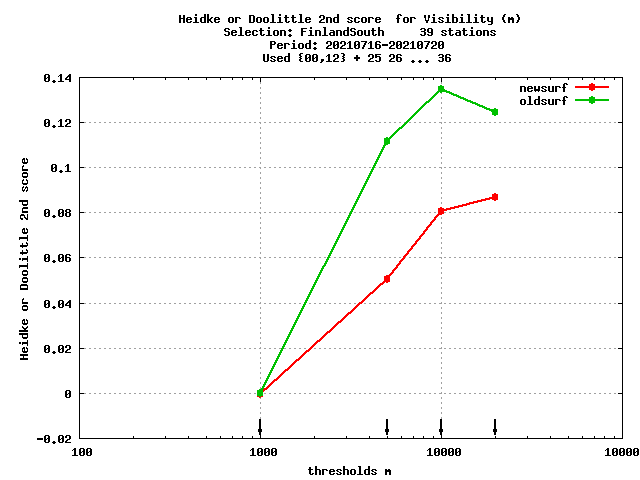 Heidke or Doolittle 2nd score  for Visibility (m)
Selection: FinlandSouth     39 stations
Period: 20210716-20210720
Used {00,12} + 25 26 ... 36
newsurf
oldsurf
0.14
0.12
0.1
0.08
0.06
0.04
0.02
0
-0.02
Heidke or Doolittle 2nd score
100 1000 10000 10000
thresholds m